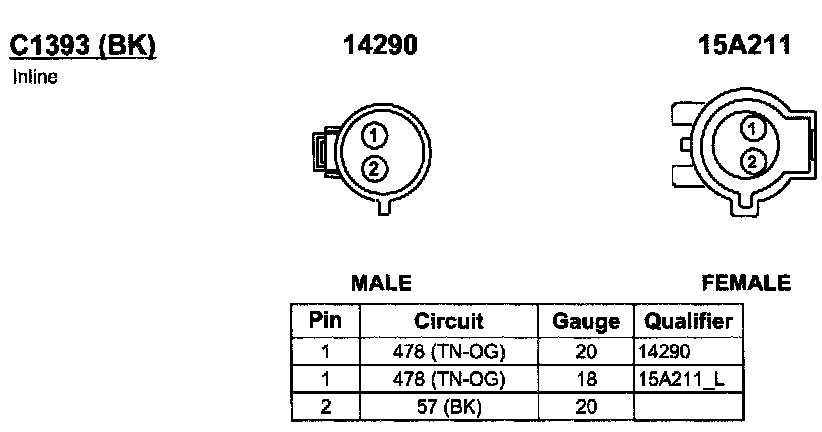 C1393 (BK) 14290 15A211
Inline
1 1
2 2
MALE FEMALE
Pin Circuit Gauge Qualifier
1 478 (TN-OG) 20 14290
1 478 (TN-OG) 18 15A211_L
2 57 (BK) 20